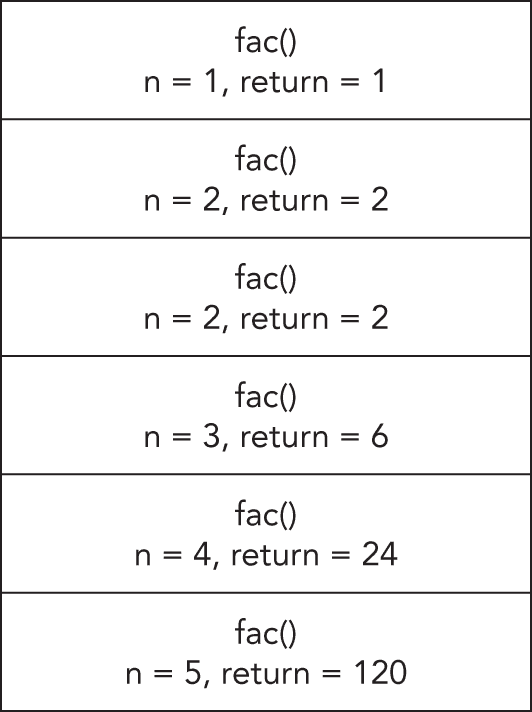 fac()
n = 1, return = 1
fac()
n = 2, return = 2
fac()
n = 2, return = 2
fac()
n = 3, return = 6
fac()
n = 4, return = 24
fac()
n = 5, return = 120